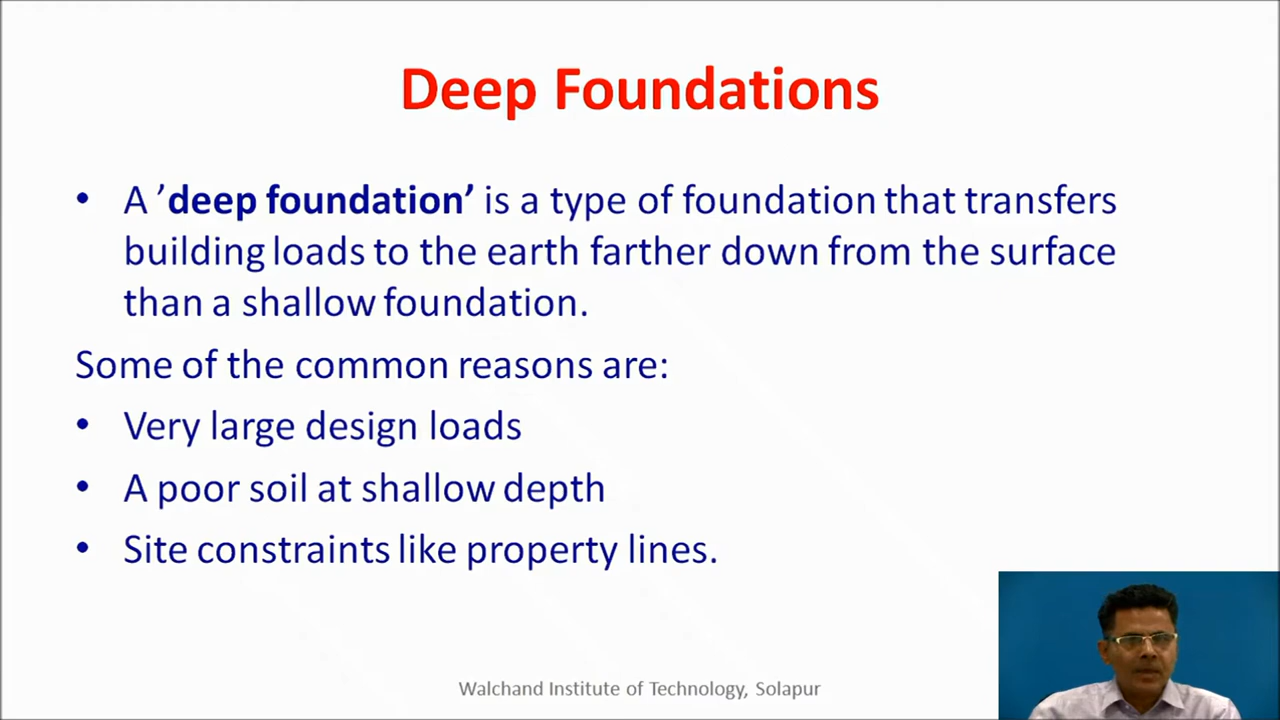 Deep Foundations
• A ’deep foundation’ is a type of foundation that transfers
building loads to the earth farther down from the surface
than a shallow foundation.
Some of the common reasons are:
• Very large design loads
• A poor soil at shallow depth
• Site constraints like property lines.
Walchand Institute of Technology, Solapur